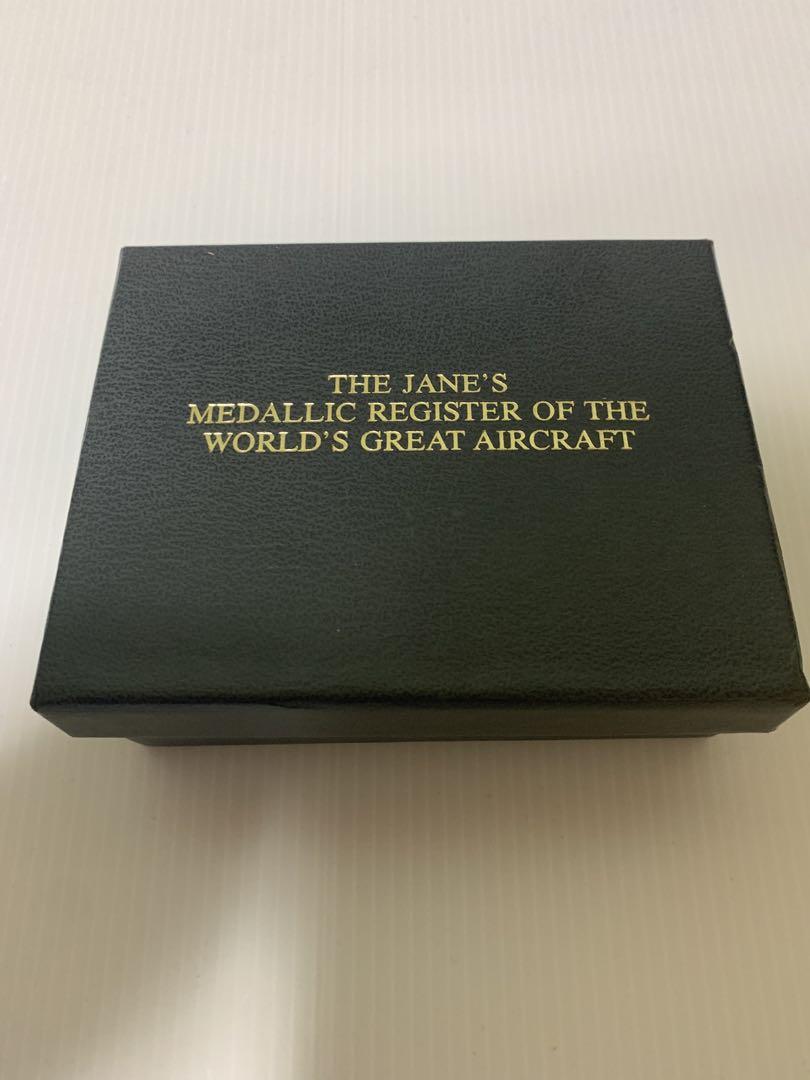 THE JANE'S
MEDALLIC REGISTER OF THE
WORLD'S GREAT AIRCRAFT